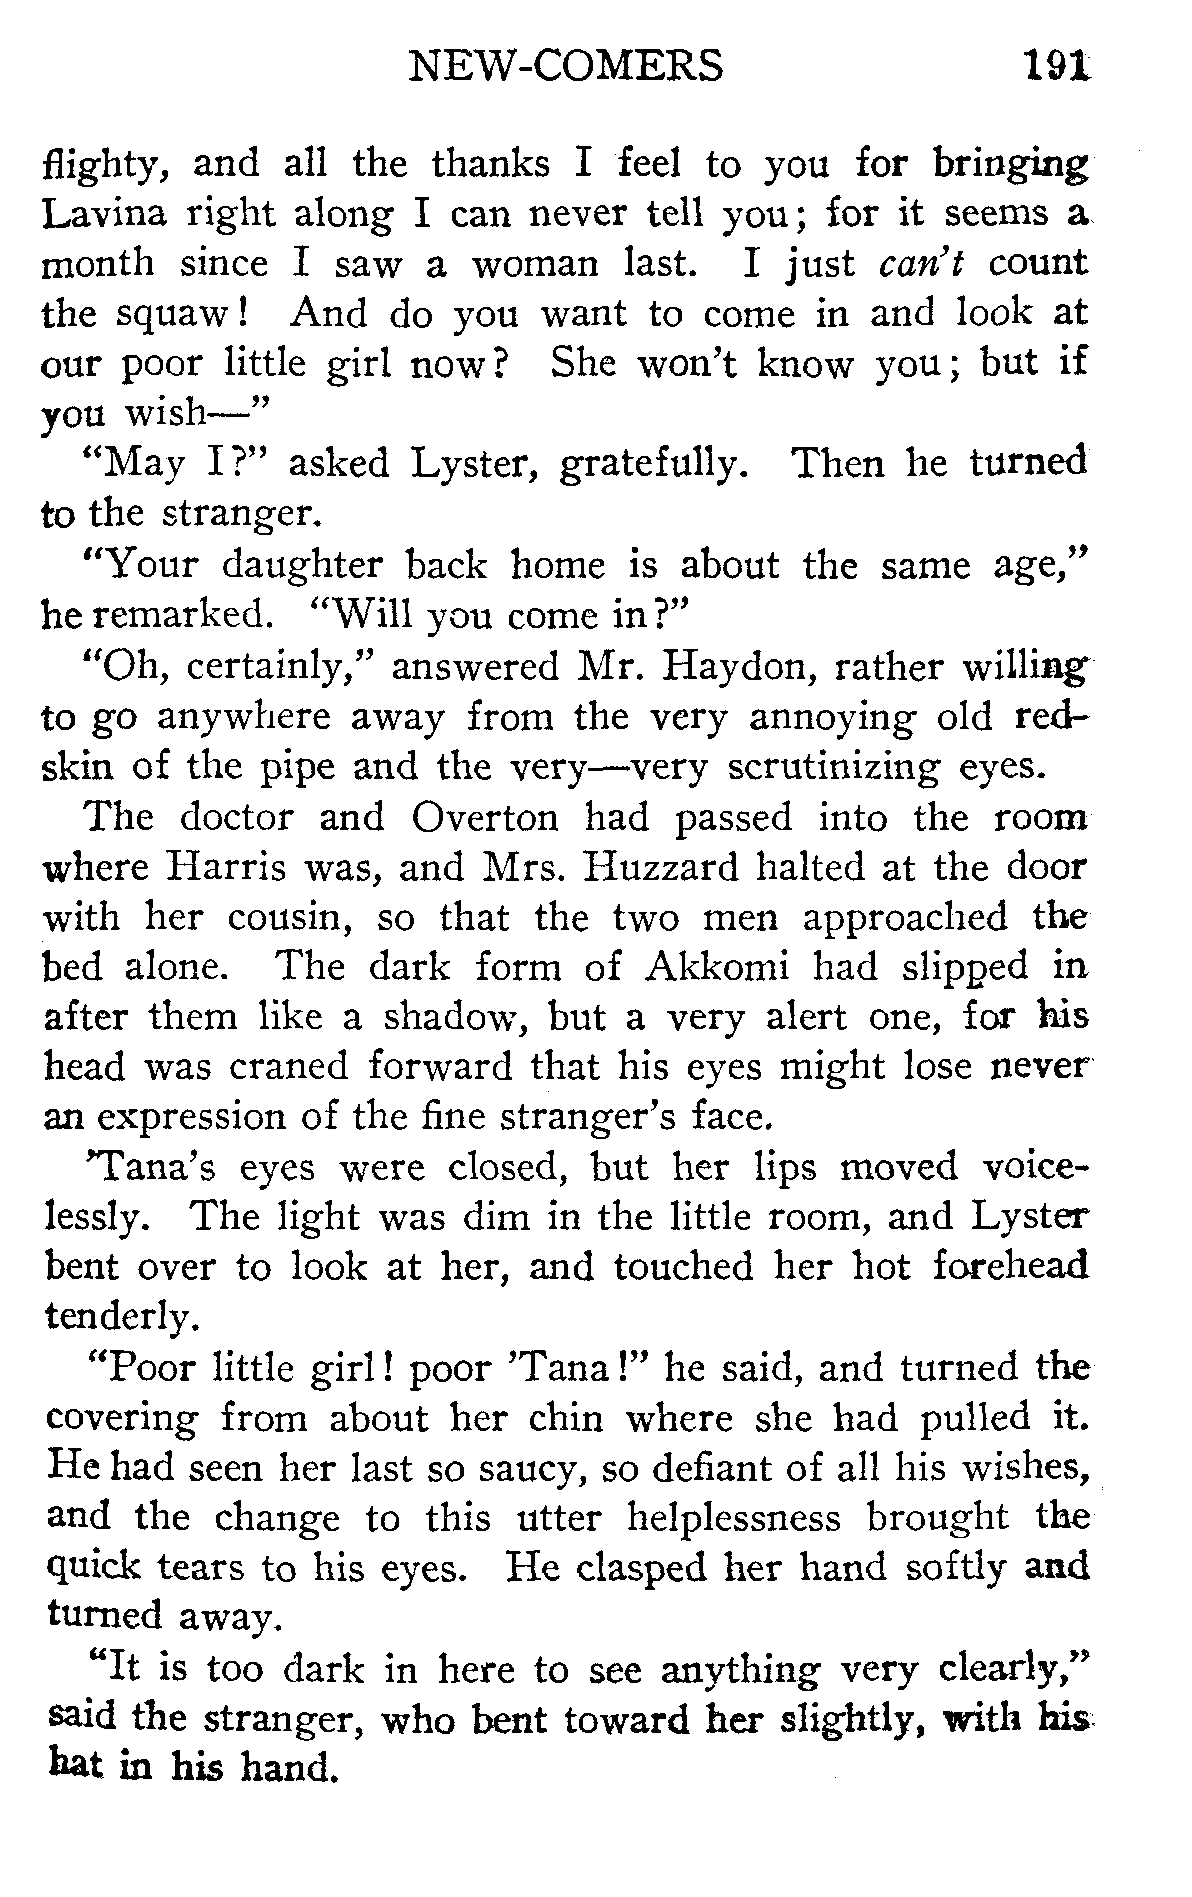 NEW-COMERS 191
flighty, and all the thanks I feel to you for bringing
Lavina right along I can never tell you; for it seems a
month since I saw a woman last. I just can't count
the squaw! And do you want to come in and look at
our poor little girl now? She won't know you; but if
you wish—”
“May I?” asked Lyster, gratefully. Then he turned
to the stranger.
“Your daughter back home is about the same age,”
he remarked. “Will you come in?”
“Oh, certainly,” answered Mr. Haydon, rather willing
to go anywhere away from the very annoying old red-
skin of the pipe and the very—very scrutinizing eyes.
The doctor and Overton had passed into the room
where Harris was, and Mrs. Huzzard halted at the door
with her cousin, so that the two men approached the
bed alone. The dark form of Akkomi had slipped in
after them like a shadow, but a very alert one, for his
head was craned forward that his eyes might lose never
an expression of the fine stranger's face.
’Tana's eyes were closed, but her lips moved voice-
lessly. The light was dim in the little room, and Lyster
bent over to look at her, and touched her hot forehead
tenderly.
“Poor little girl! poor ’Tana!” he said, and turned the
covering from about her chin where she had pulled it.
He had seen her last so saucy, so defiant of all his wishes,
and the change to this utter helplessness brought the
quick tears to his eyes. He clasped her hand softly and
turned away.
“It is too dark in here to see anything very clearly,”
said the stranger, who bent toward her slightly, with his
hat in his hand.